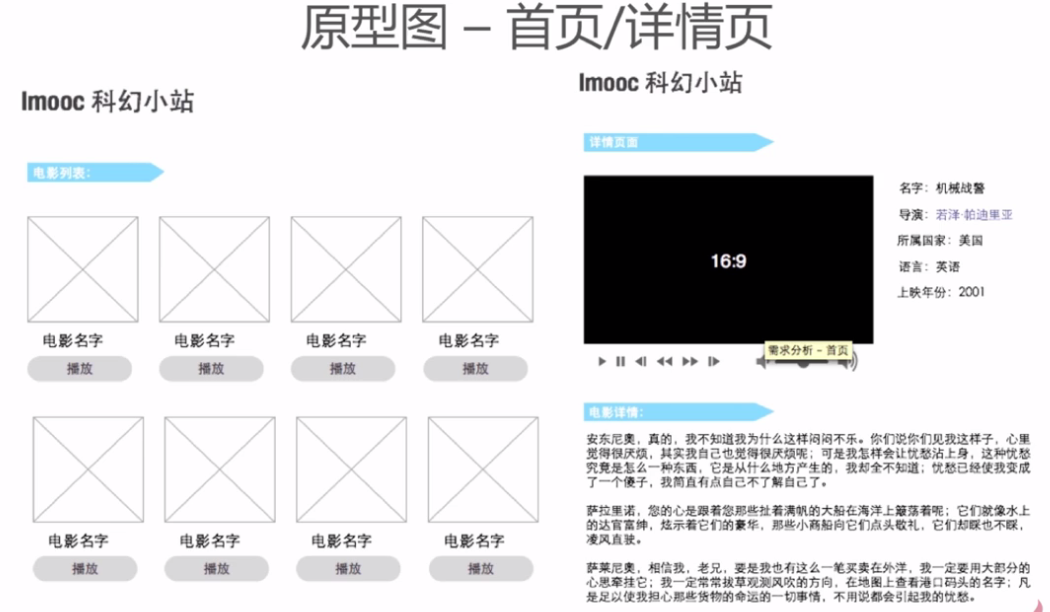 原型图 – 首页/详情页
Imooc 科幻小站
电影列表：
电影名字
电影名字
电影名字
电影名字
播放
播放
播放
播放
电影名字
电影名字
电影名字
电影名字
播放
播放
播放
播放
Imooc 科幻小站
详情页面
16:9
名字：机械战警
导演：若泽·帕迪里亚
所属国家：美国
语言：英语
上映年份：2001
需求分析 – 首页
电影详情：
安东尼奥，真的，我不知道我为什么这样闷闷不乐。你们说你们见我这样子，心里
觉得很厌烦，其实我自己也觉得很厌烦呢；可是我怎样会让忧愁沾上身，这种忧愁
究竟是怎么一种东西，它是从什么地方产生的，我却全不知道；忧愁已经使我变成
了一个傻子，我简直有点自己不了解自己了。
萨拉里诺，您的心是跟着您那些扯着满帆的大船在海洋上簸荡着呢；它们就像水上
的达官富绅，炫示着它们的豪华，那些小商船向它们点头敬礼，它们却睬也不睬，
凌风直驶。
萨莱尼奥，相信我，老兄，要是我也有这么一笔买卖在外洋，我一定要用大部分的
心思牵挂它；我一定常常拔草观测风吹的方向，在地图上查看港口码头的名字；凡
是足以使我担心那些货物的命运的一切事情，不用说都会引起我的忧愁。